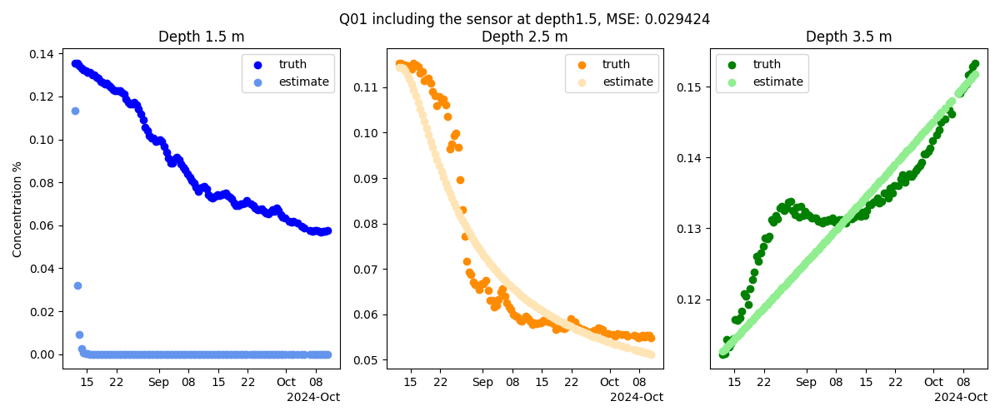 Q01 including the sensor at depth1.5, MSE: 0.029424
Depth 1.5 m
Depth 2.5 m
Depth 3.5 m
Concentration %
0.14
0.12
0.10
0.08
0.06
0.04
0.02
0.00
truth
estimate
15 22 Sep 08 15 22 Oct 08
2024-Oct
0.11
0.10
0.09
0.08
0.07
0.06
0.05
truth
estimate
15 22 Sep 08 15 22 Oct 08
2024-Oct
0.15
0.14
0.13
0.12
truth
estimate
15 22 Sep 08 15 22 Oct 08
2024-Oct